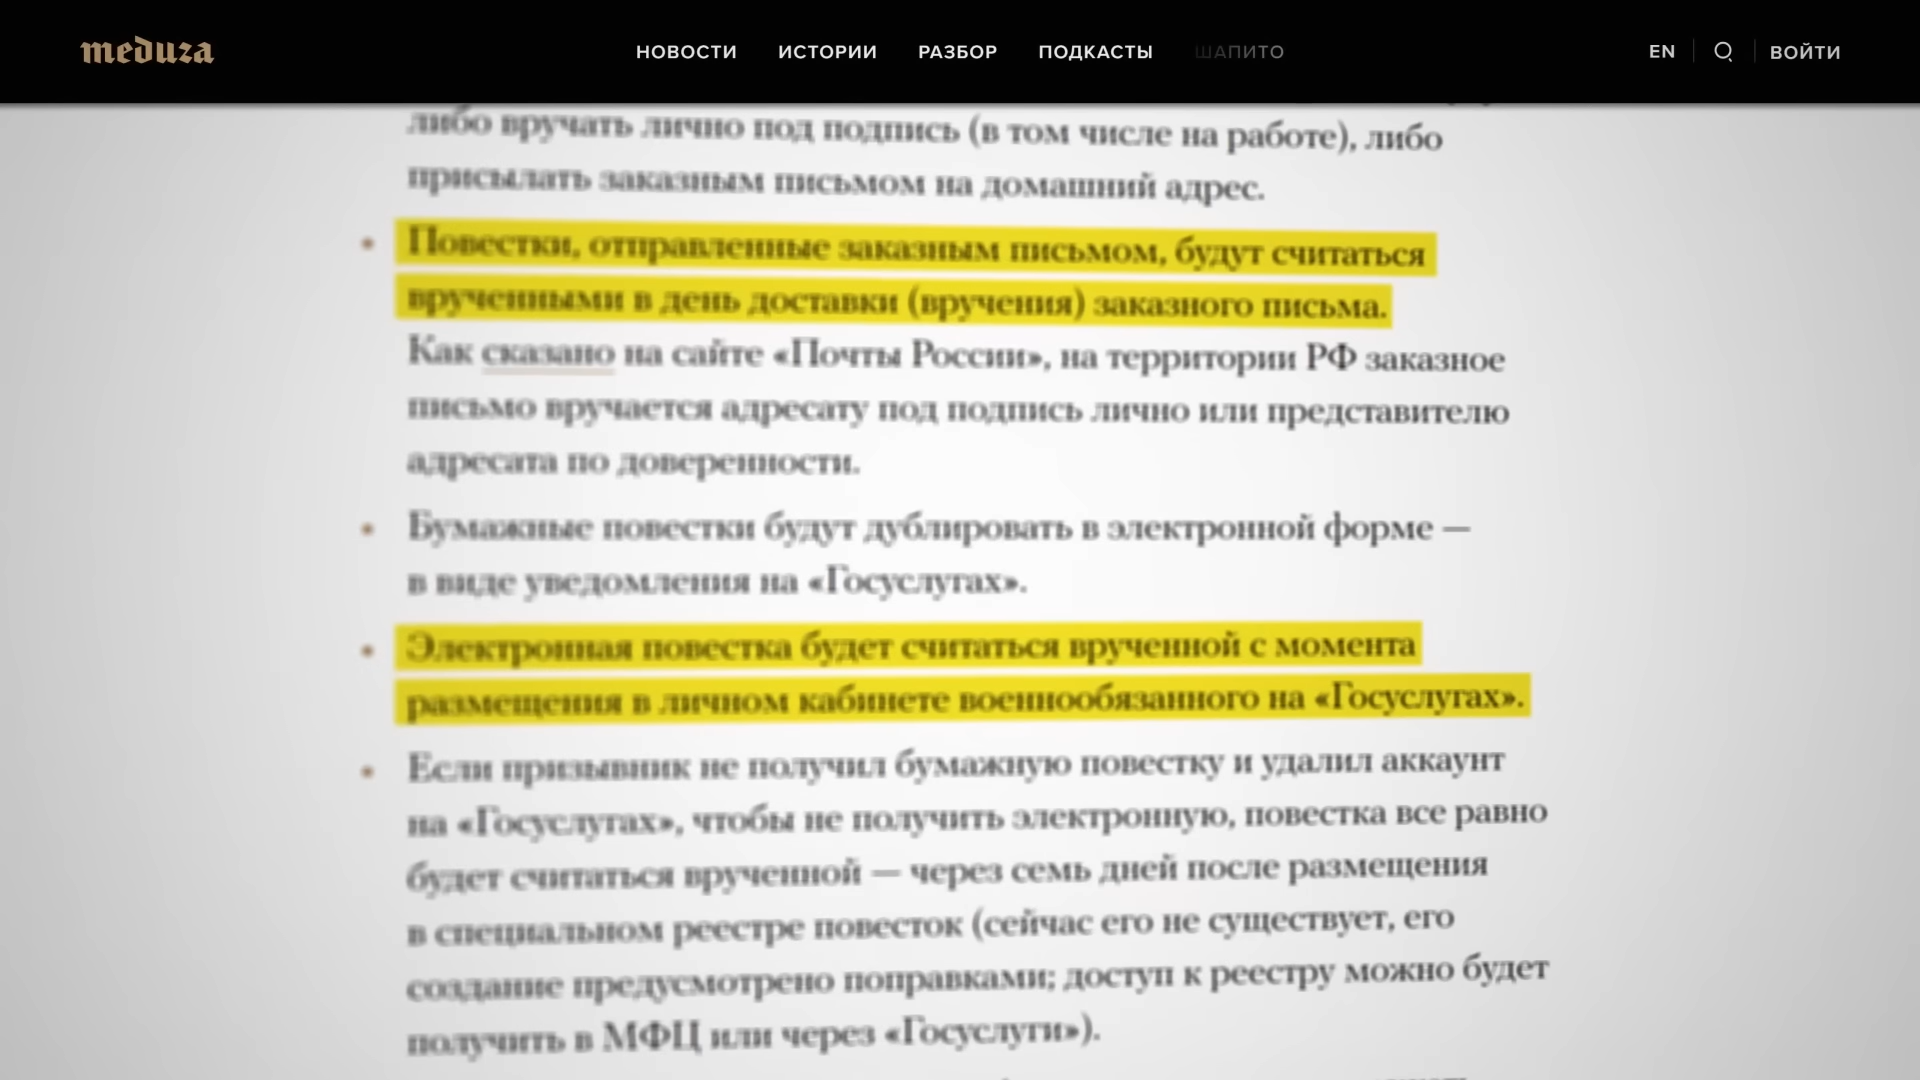 meduza
НОВОСТИ ИСТОРИИ РАЗБОР ПОДКАСТЫ ШАПИТО
EN ВОЙТИ
либо вручать лично под подпись (в том числе на работе), либо
присылать заказным письмом на домашний адрес.
• Повестки, отправленные заказным письмом, будут считаться
врученными в день доставки (вручения) заказного письма.
Как сказано на сайте «Почты России», на территории РФ заказное
письмо вручается адресату под подпись лично или представителю
адресата по доверенности.
• Бумажные повестки будут дублировать в электронной форме —
в виде уведомления на «Госуслугах».
• Электронная повестка будет считаться врученной с момента
размещения в личном кабинете военнообязанного на «Госуслугах».
• Если призывник не получил бумажную повестку и удалил аккаунт
на «Госуслугах», чтобы не получить электронную, повестка все равно
будет считаться врученной — через семь дней после размещения
в специальном реестре повесток (сейчас его не существует, его
создание предусмотрено поправками; доступ к реестру можно будет
получить в МФЦ или через «Госуслуги»).